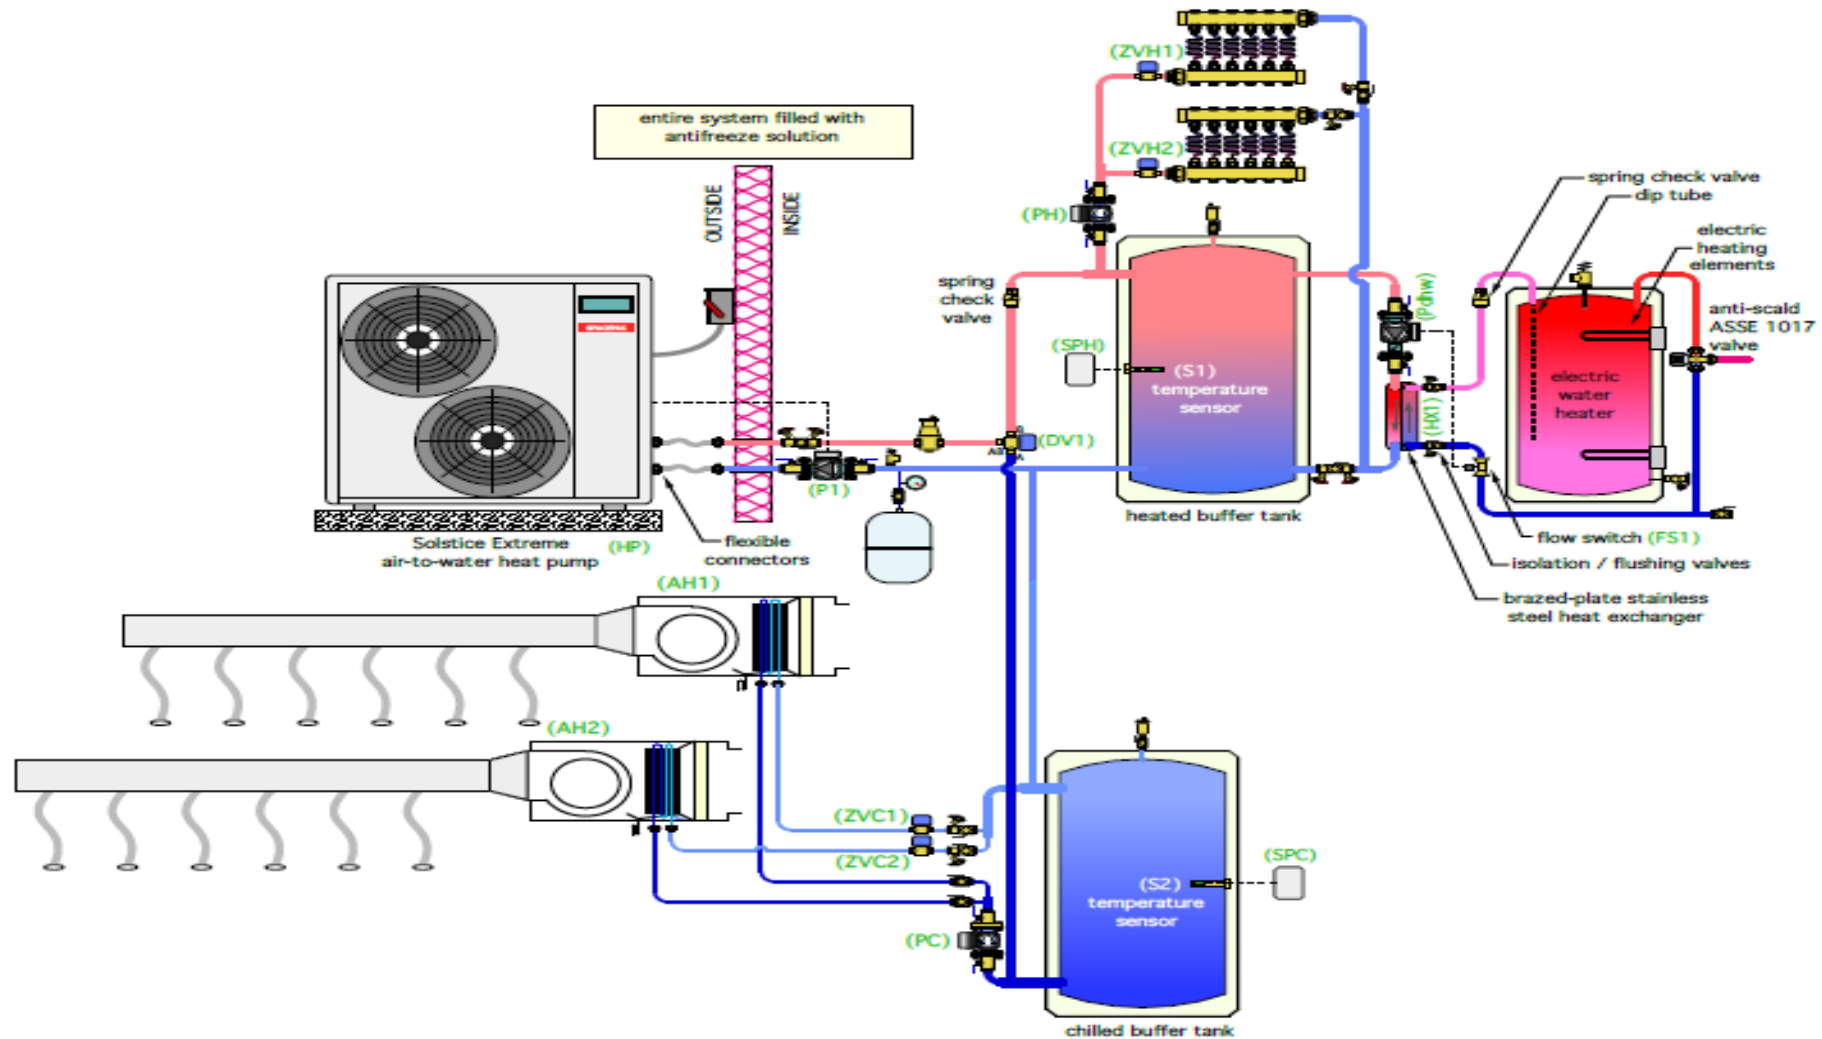 (ZVH1)
entire system filled with
antifreeze solution
(ZVH2)
OUTSIDE
INSIDE
(PH)
spring check valve
dip tube
electric
heating
elements
spring
check
valve
(Pdhw)
anti-scald
ASSE 1017
valve
(SPH)
(S1)
temperature
sensor
electric
water
heater
(HX1)
(DV1)
AB
A
(P1)
heated buffer tank
Solstice Extreme
air-to-water heat pump
(HP)
flexible
connectors
flow switch (FS1)
isolation / flushing valves
brazed-plate stainless
steel heat exchanger
(AH1)
(AH2)
(ZVC1)
(ZVC2)
(SPC)
(S2)
temperature
sensor
(PC)
chilled buffer tank